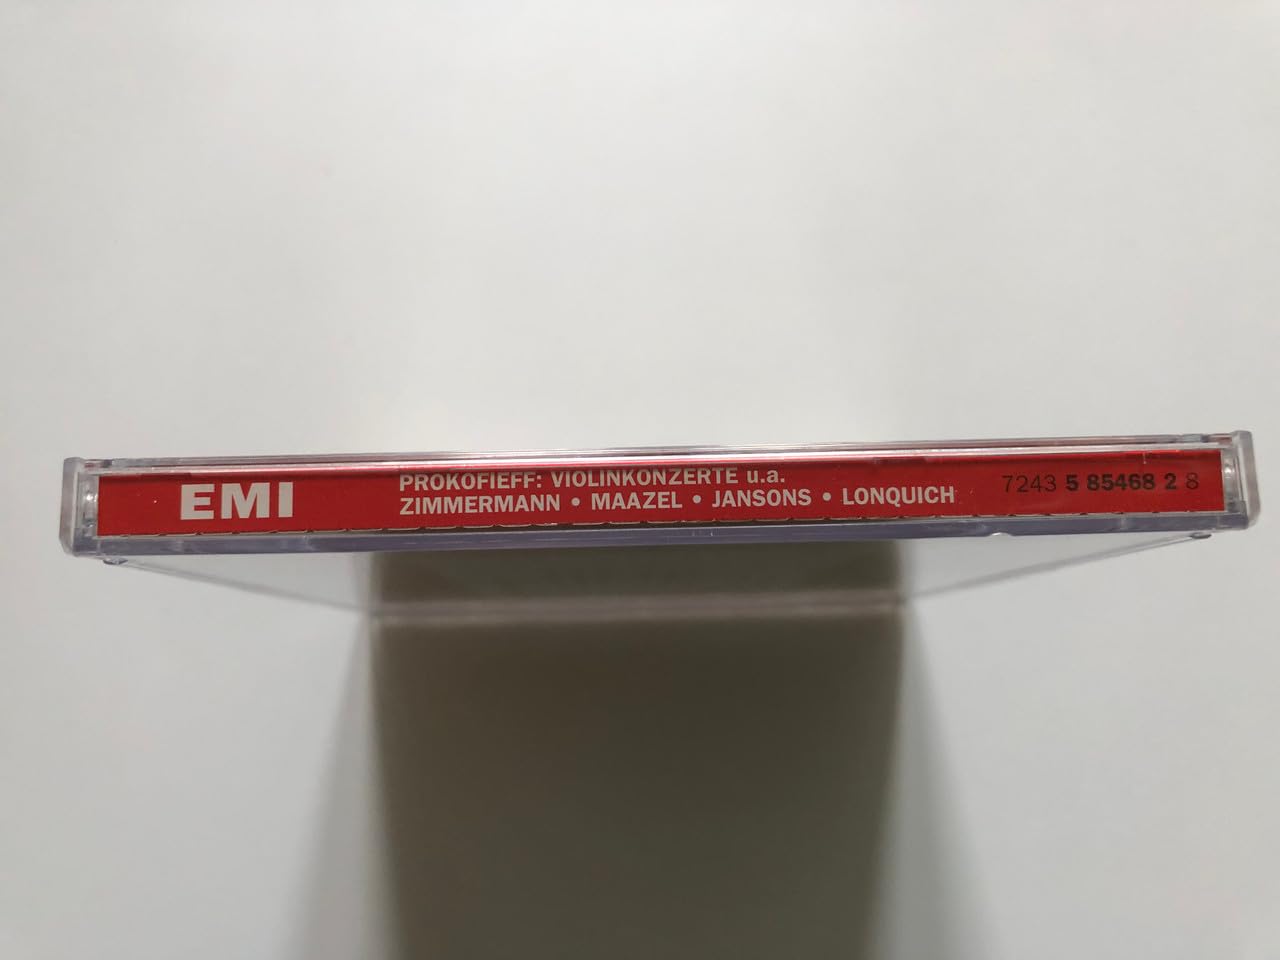 EMI
PROKOFIEFF: VIOLINKONZERTE u.a.
ZIMMERMANN • MAAZEL • JANSONS • LONQUICH
7243 5 85468 2 8